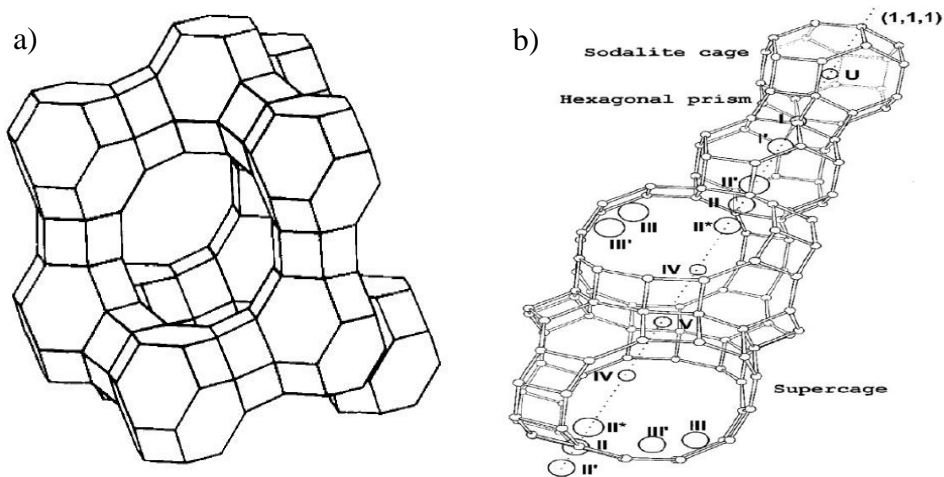 a)
b)
(1,1,1)
Sodalite cage
U
Hexagonal prism
I
I'
II'
II
III
II*
III'
IV
V
IV
Supercage
II*
III'
III
II
II'